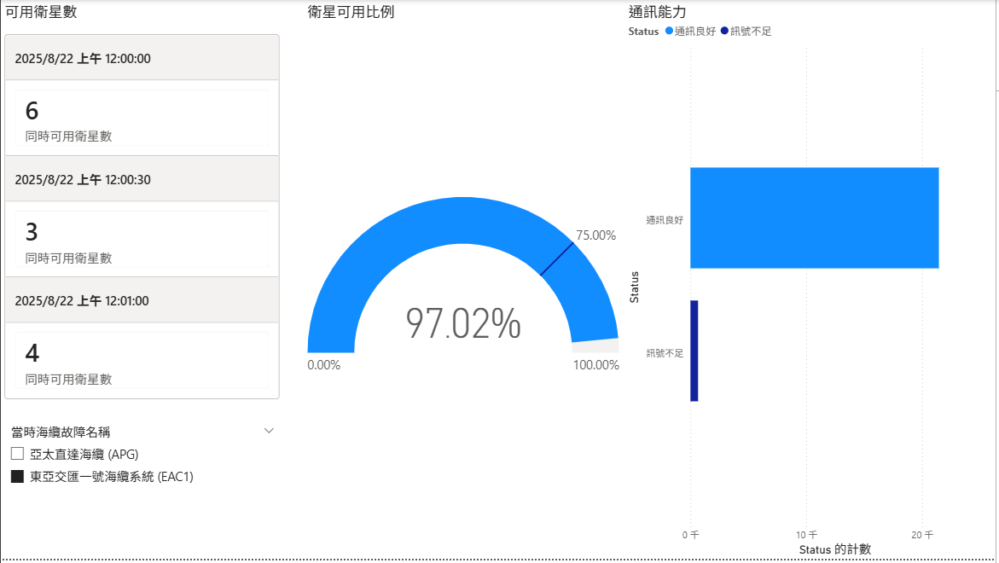 可用衛星數
2025/8/22 上午 12:00:00
6
同時可用衛星數
2025/8/22 上午 12:00:30
3
同時可用衛星數
2025/8/22 上午 12:01:00
4
同時可用衛星數
當時海纜故障名稱
亞太直達海纜 (APG)
東亞交匯一號海纜系統 (EAC1)
衛星可用比例
75.00%
97.02%
0.00%
100.00%
通訊能力
Status 通訊良好 訊號不足
Status
通訊良好
訊號不足
0 千
10 千
20 千
Status 的計數